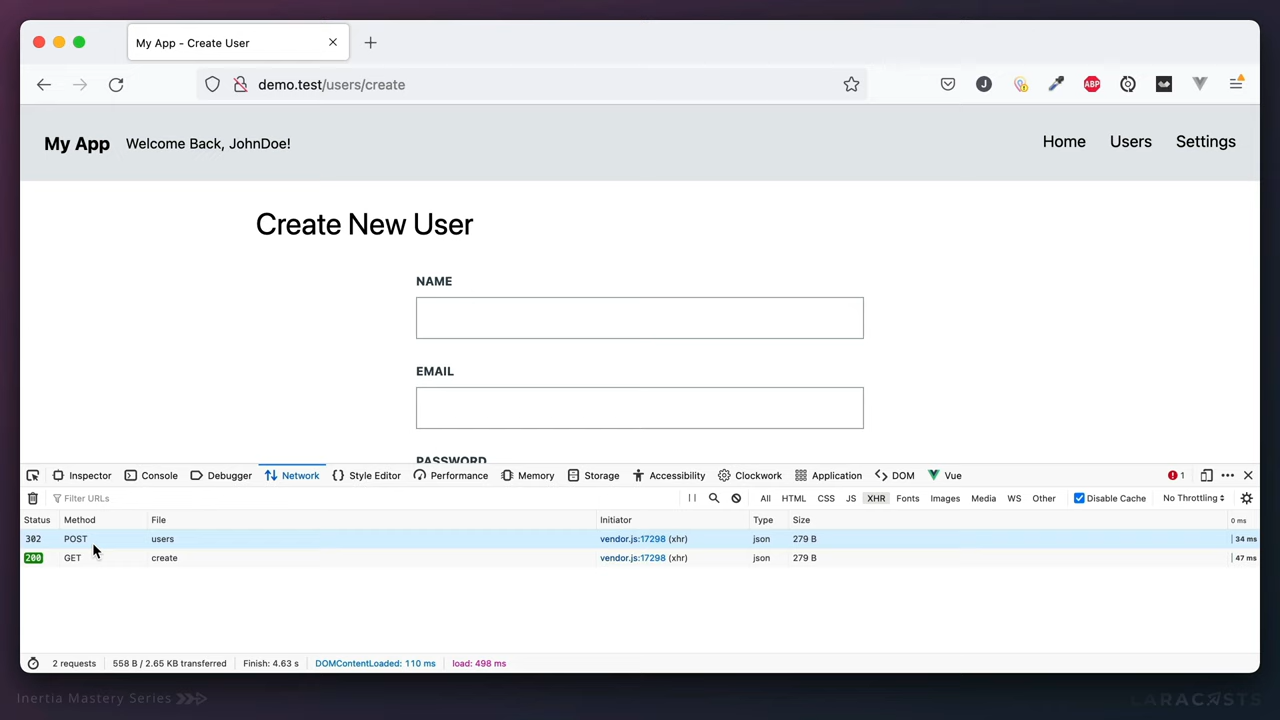 My App - Create User
demo.test/users/create
J
ABP
My App Welcome Back, JohnDoe! Home Users Settings
Create New User
NAME
EMAIL
PASSWORD
Inspector Console Debugger Network Style Editor Performance Memory Storage Accessibility Clockwork Application DOM Vue 1
Filter URLs All HTML CSS JS XHR Fonts Images Media WS Other Disable Cache No Throttling
Status Method File Initiator Type Size 0 ms
302 POST users vendor.js:17298 (xhr) json 279 B 34 ms
200 GET create vendor.js:17298 (xhr) json 279 B 47 ms
2 requests 558 B / 2.65 KB transferred Finish: 4.63 s DOMContentLoaded: 110 ms load: 498 ms
Inertia Mastery Series LARACASTS